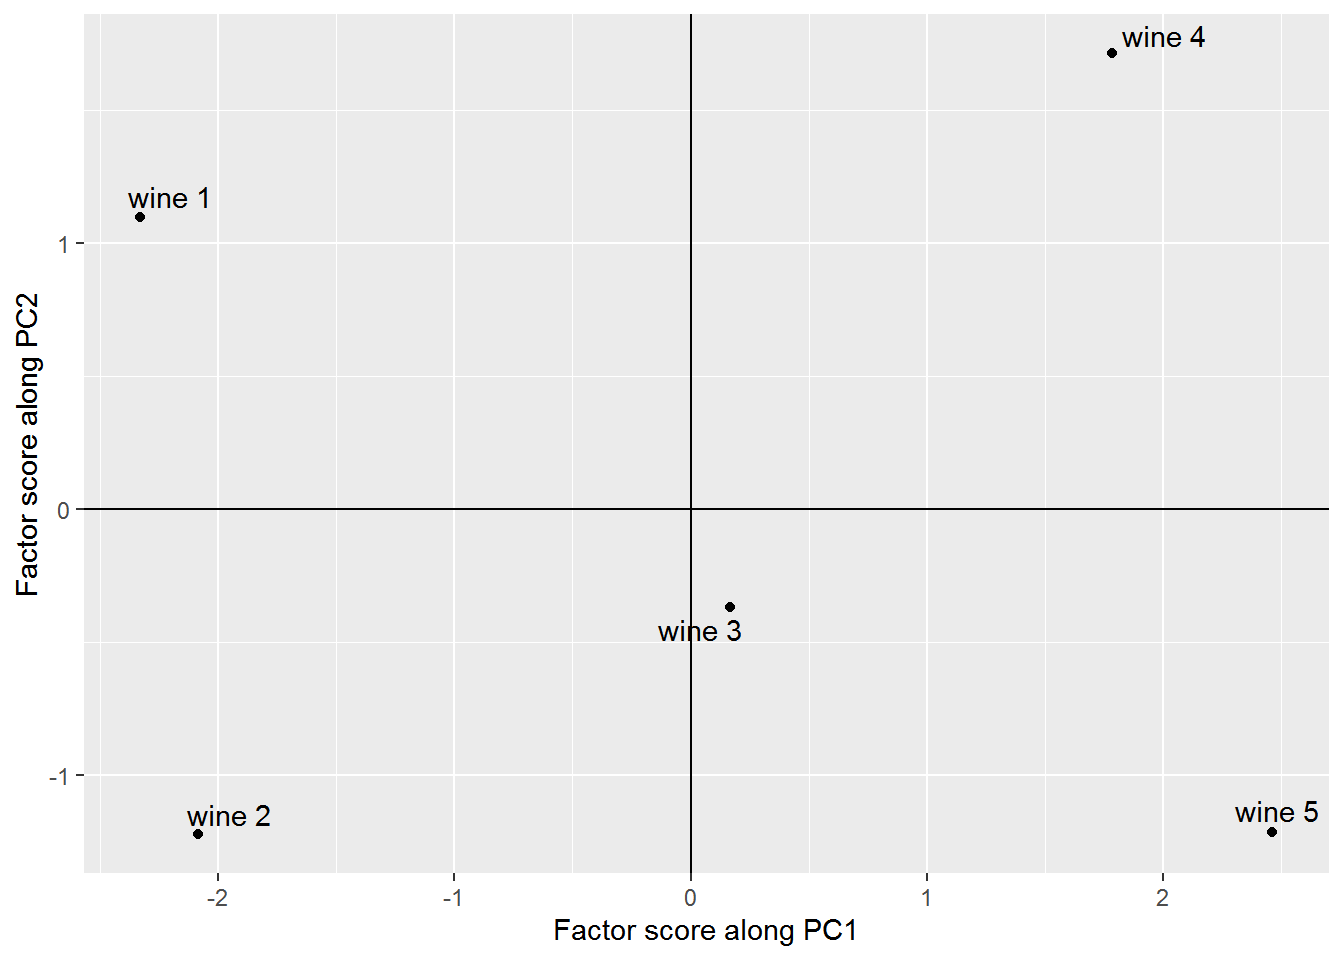 wine 4
wine 1
1
Factor score along PC2
0
wine 3
-1
wine 2
wine 5
-2
-1
0
1
2
Factor score along PC1